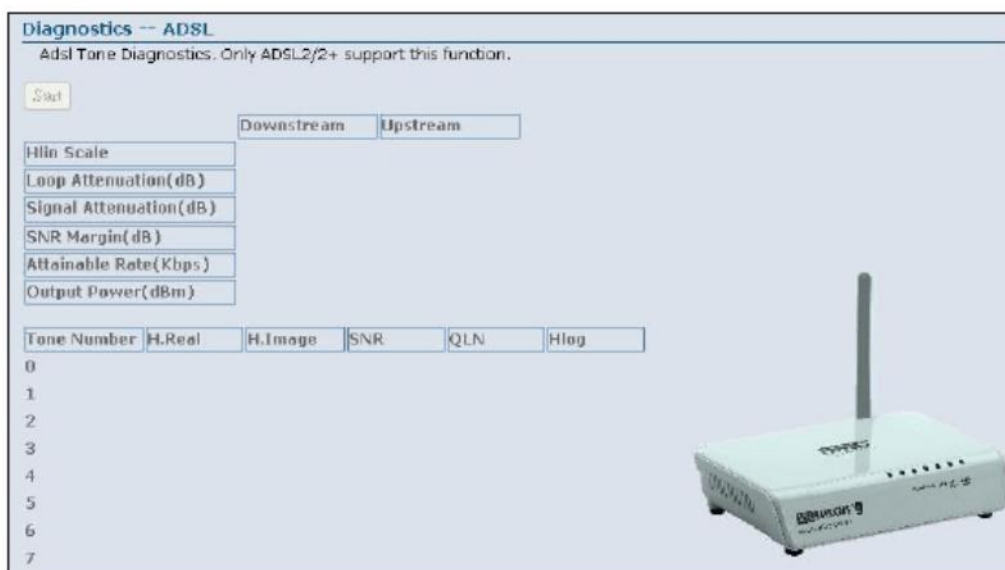 Diagnostics -- ADSL
Adsl Tone Diagnostics. Only ADSL2/2+ support this function.
Start
Downstream Upstream
Hlin Scale
Loop Attenuation(dB)
Signal Attenuation(dB)
SNR Margin(dB)
Attainable Rate(Kbps)
Output Power(dBm)
Tone Number H.Real H.Image SNR QLN Hlog
0
1
2
3
4
5
6
7